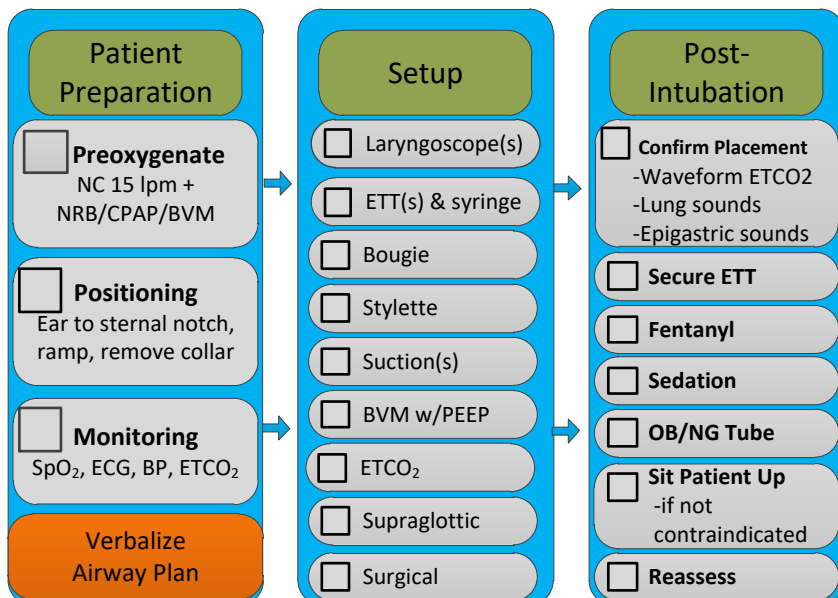 Patient
Preparation
Preoxygenate
NC 15 lpm +
NRB/CPAP/BVM
Positioning
Ear to sternal notch,
ramp, remove collar
Monitoring
SpO₂, ECG, BP, ETCO₂
Verbalize
Airway Plan
Setup
Laryngoscope(s)
ETT(s) & syringe
Bougie
Stylette
Suction(s)
BVM w/PEEP
ETCO₂
Supraglottic
Surgical
Post-
Intubation
Confirm Placement
-Waveform ETCO2
-Lung sounds
-Epigastric sounds
Secure ETT
Fentanyl
Sedation
OB/NG Tube
Sit Patient Up
-if not
contraindicated
Reassess